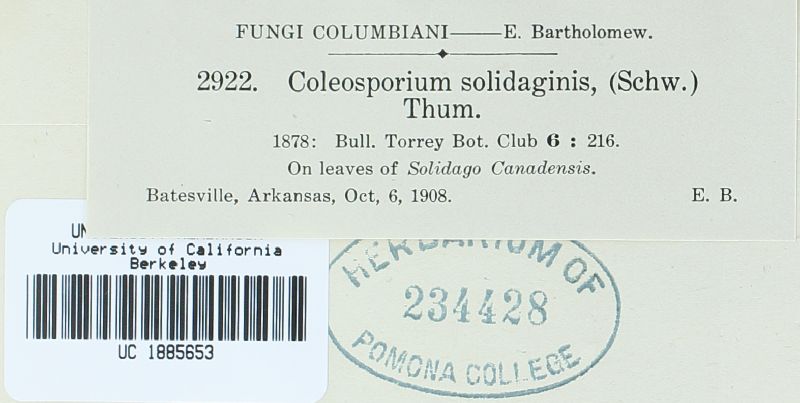 FUNGI COLUMBIANI——E. Bartholomew.
2922. Coleosporium solidaginis, (Schw.)
Thum.
1878: Bull. Torrey Bot. Club 6 : 216.
On leaves of Solidago Canadensis.
Batesville, Arkansas, Oct, 6, 1908. E. B.
University of California
Berkeley
UC 1885653
HERBARIUM OF
234428
POMONA COLLEGE